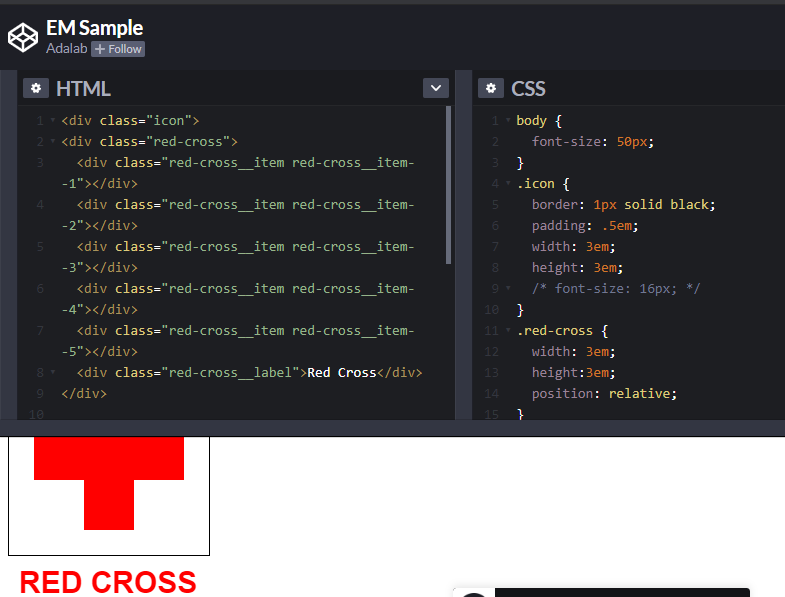 EM Sample
Adalab + Follow
HTML
1 <div class="icon">
2 <div class="red-cross">
3 <div class="red-cross__item red-cross__item-
-1"></div>
4 <div class="red-cross__item red-cross__item-
-2"></div>
5 <div class="red-cross__item red-cross__item-
-3"></div>
6 <div class="red-cross__item red-cross__item-
-4"></div>
7 <div class="red-cross__item red-cross__item-
-5"></div>
8 <div class="red-cross__label">Red Cross</div>
9 </div>
10
CSS
1 body {
2 font-size: 50px;
3 }
4 .icon {
5 border: 1px solid black;
6 padding: .5em;
7 width: 3em;
8 height: 3em;
9 /* font-size: 16px; */
10 }
11 .red-cross {
12 width: 3em;
13 height:3em;
14 position: relative;
15 }
RED CROSS